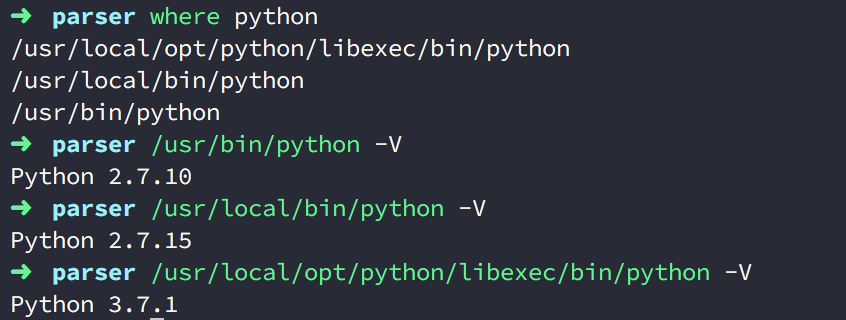 ➜ parser where python
/usr/local/opt/python/libexec/bin/python
/usr/local/bin/python
/usr/bin/python
➜ parser /usr/bin/python -V
Python 2.7.10
➜ parser /usr/local/bin/python -V
Python 2.7.15
➜ parser /usr/local/opt/python/libexec/bin/python -V
Python 3.7.1